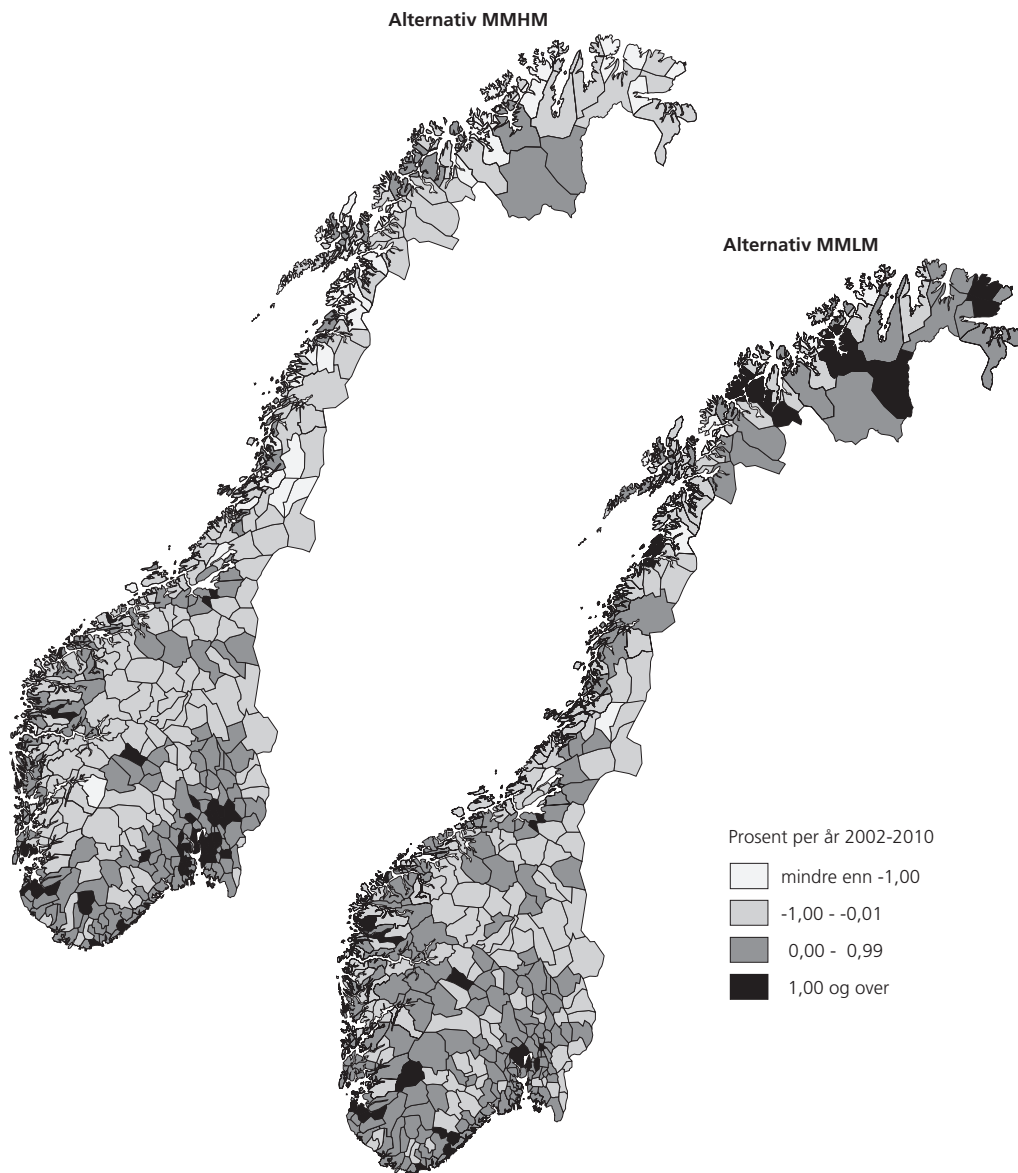 Alternativ MMHM
Alternativ MMLM
Prosent per år 2002-2010
mindre enn -1,00
-1,00 - -0,01
0,00 - 0,99
1,00 og over